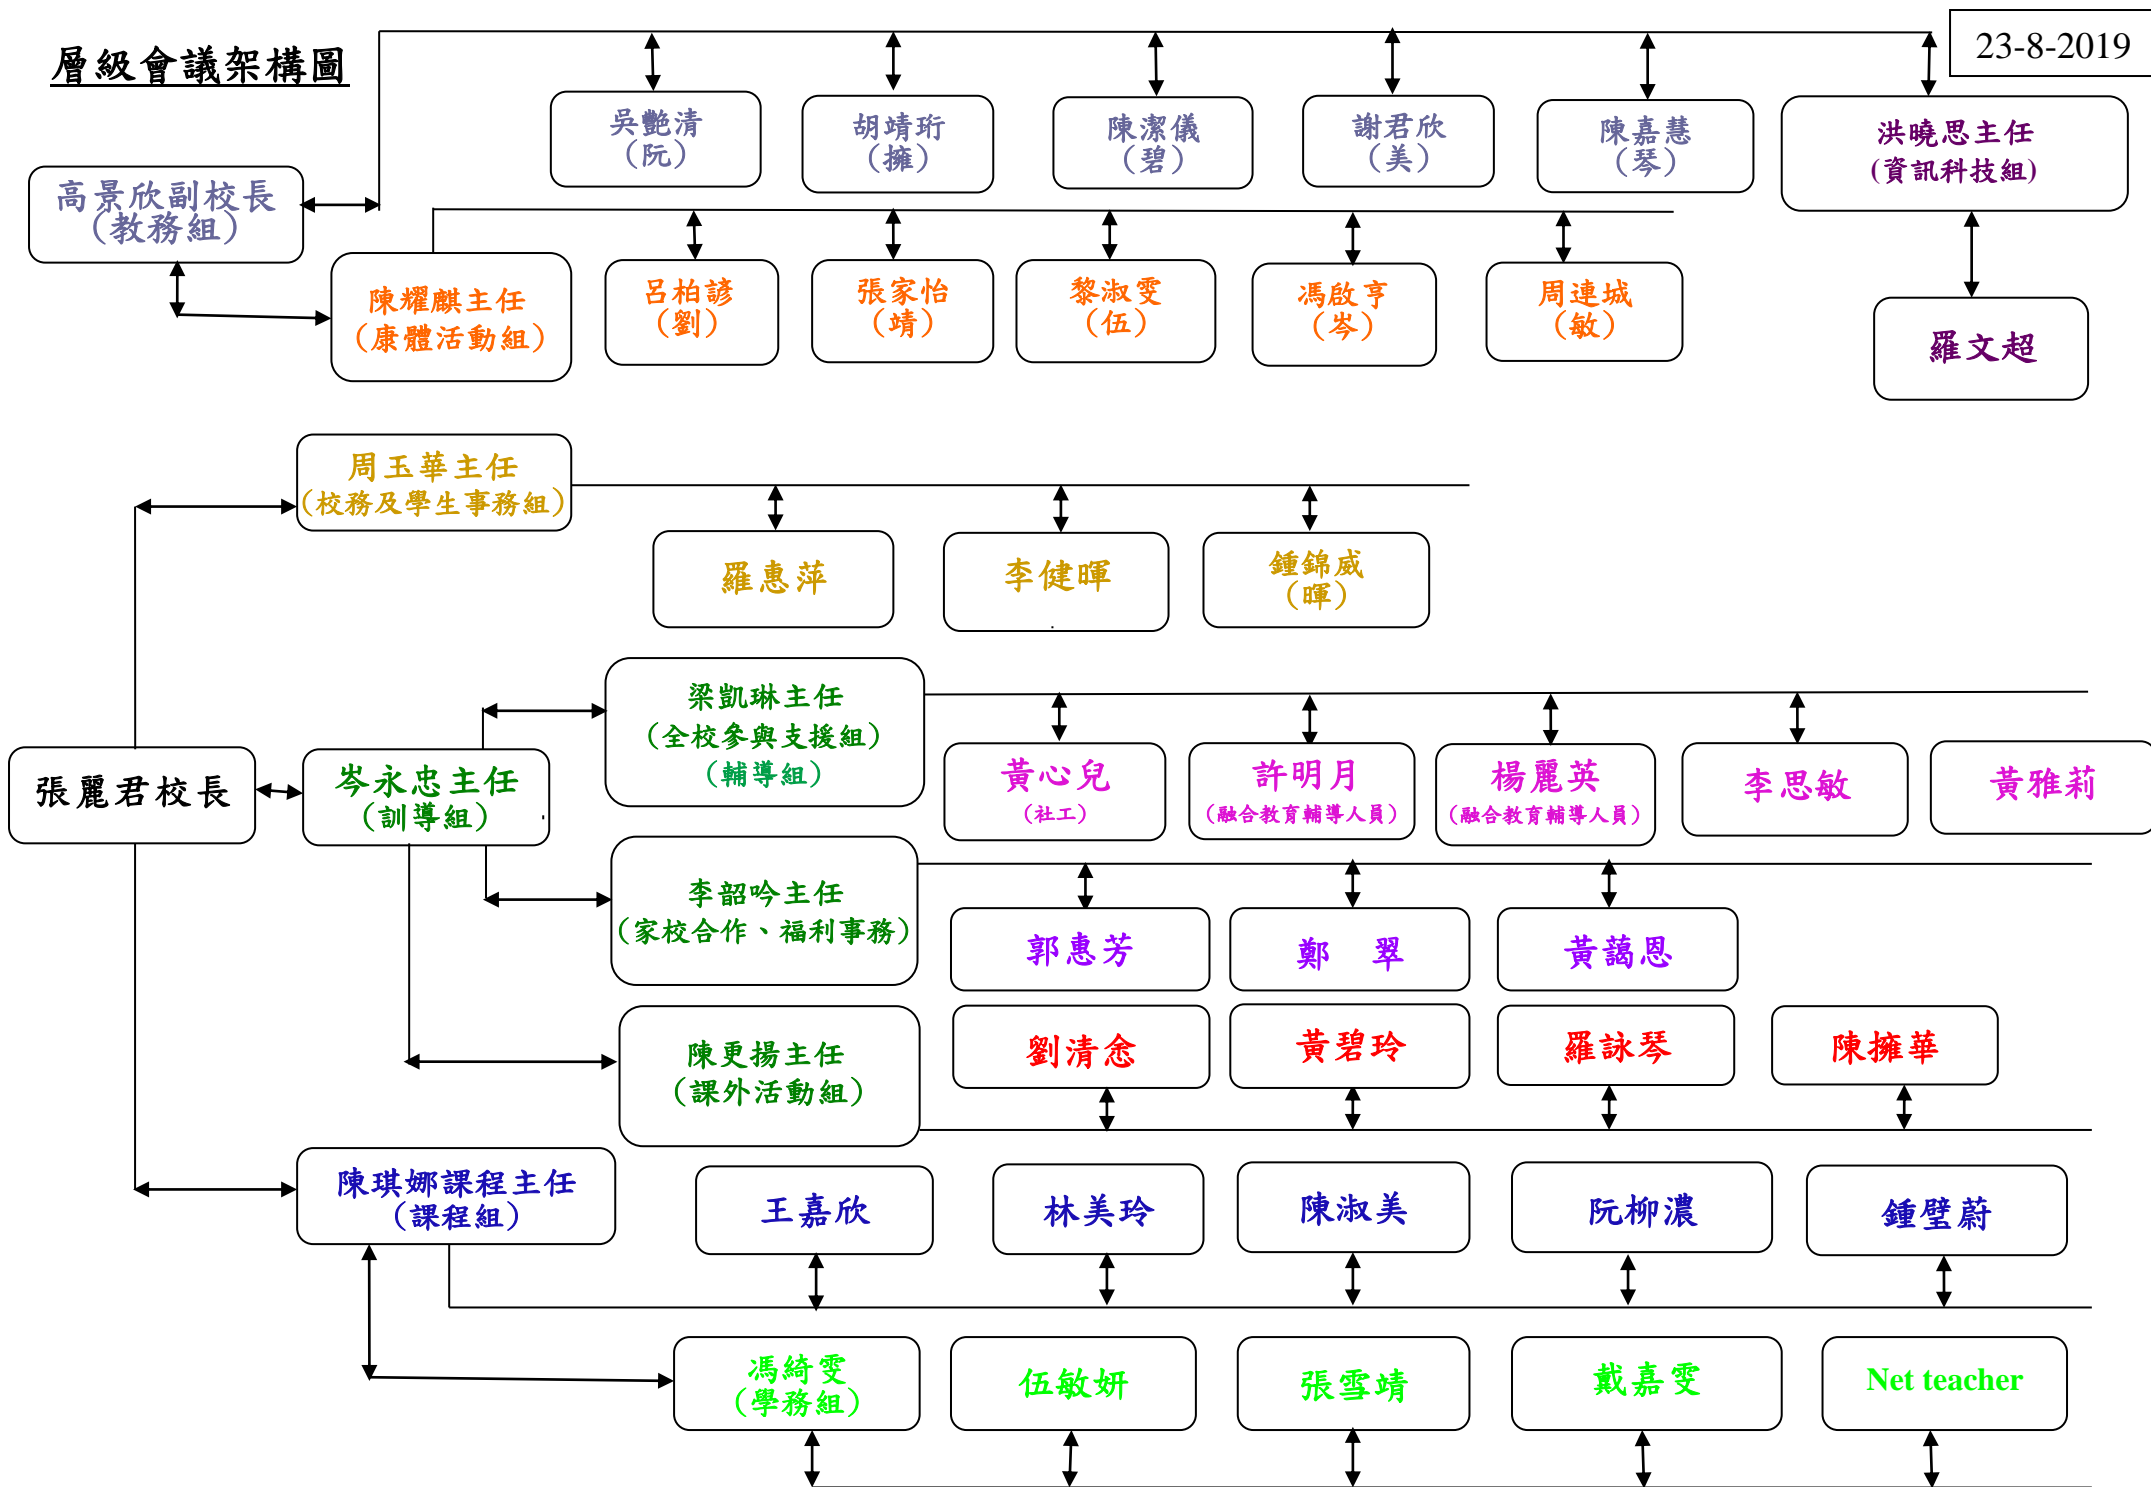 層級會議架構圖
23-8-2019
吳艷清
（阮）
胡靖珩
（擁）
陳潔儀
（碧）
謝君欣
（美）
陳嘉慧
（琴）
洪曉思主任
(資訊科技組)
高景欣副校長
（教務組）
陳耀麒主任
（康體活動組）
呂柏諺
（劉）
張家怡
（靖）
黎淑雯
（伍）
馮啟亨
（岑）
周連城
（敏）
羅文超
周玉華主任
（校務及學生事務組）
羅惠萍
李健暉
鍾錦威
（暉）
梁凱琳主任
（全校參與支援組）
（輔導組）
黃心兒
（社工）
許明月
（融合教育輔導人員）
楊麗英
（融合教育輔導人員）
李思敏
黃雅莉
張麗君校長
岑永忠主任
（訓導組）
李韶吟主任
（家校合作、福利事務）
郭惠芳
鄭　翠
黃藹恩
陳更揚主任
（課外活動組）
劉清悆
黃碧玲
羅詠琴
陳擁華
陳琪娜課程主任
（課程組）
王嘉欣
林美玲
陳淑美
阮柳濃
鍾璧蔚
馮綺雯
（學務組）
伍敏妍
張雪靖
戴嘉雯
Net teacher